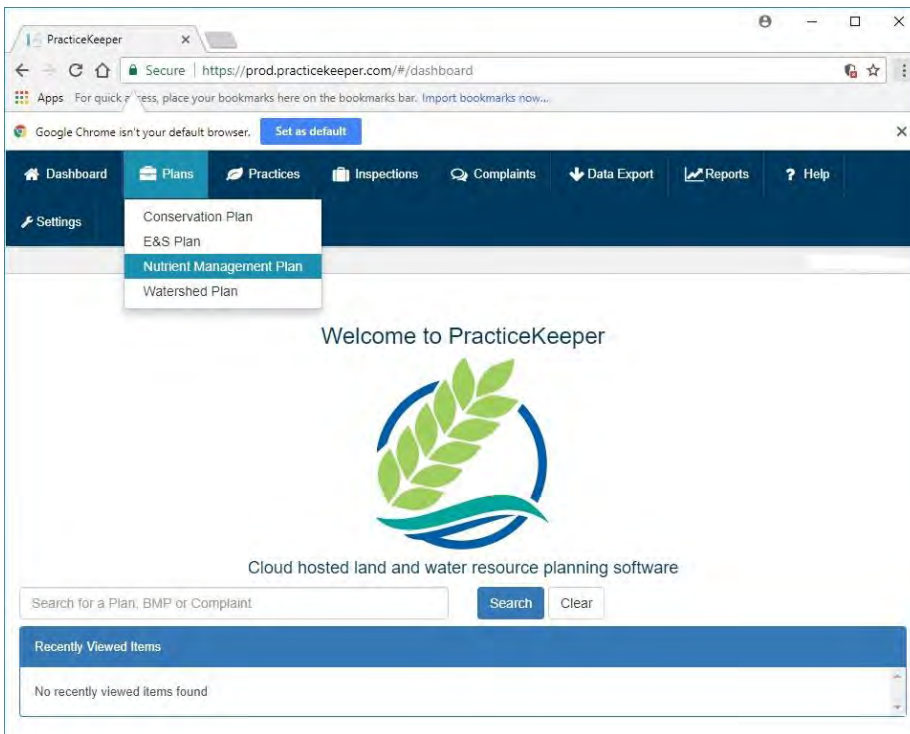 PracticeKeeper
Secure | https://prod.practicekeeper.com/#/dashboard
Apps For quick access, place your bookmarks here on the bookmarks bar. Import bookmarks now...
Google Chrome isn't your default browser. Set as default
Dashboard Plans Practices Inspections Complaints Data Export Reports ? Help
Settings
Conservation Plan
E&S Plan
Nutrient Management Plan
Watershed Plan
Welcome to PracticeKeeper
Cloud hosted land and water resource planning software
Search for a Plan, BMP or Complaint Search Clear
Recently Viewed Items
No recently viewed items found